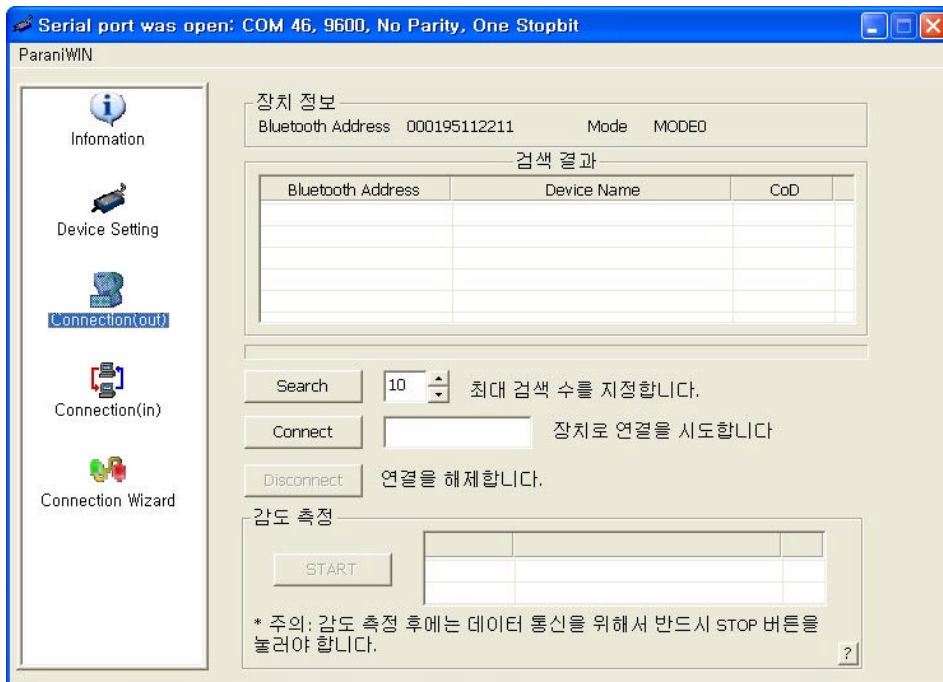 Serial port was open: COM 46, 9600, No Parity, One Stopbit
ParaniWIN
Infomation
Device Setting
Connection(out)
Connection(in)
Connection Wizard
장치 정보
Bluetooth Address 000195112211 Mode MODE0
검색 결과
Bluetooth Address Device Name CoD
Search 10 최대 검색 수를 지정합니다.
Connect 장치로 연결을 시도합니다
Disconnect 연결을 해제합니다.
감도 측정
START
* 주의: 감도 측정 후에는 데이터 통신을 위해서 반드시 STOP 버튼을
눌러야 합니다.
?